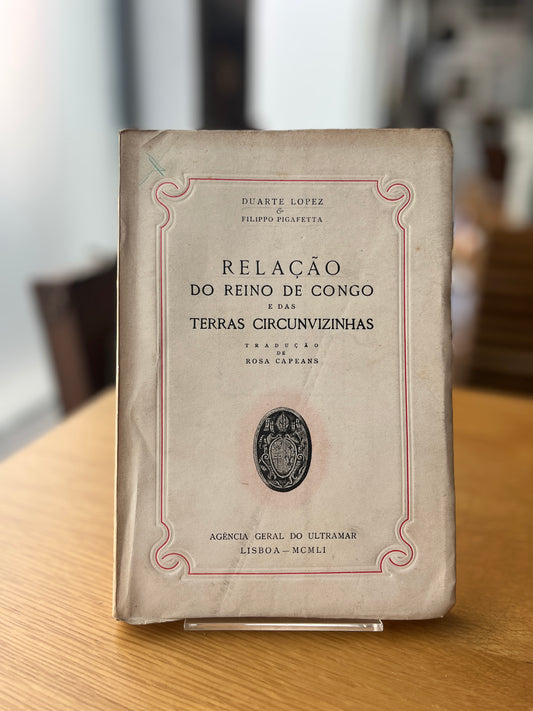 DUARTE LOPEZ
&
FILIPPO PIGAFETTA
RELAÇÃO
DO REINO DE CONGO
E DAS
TERRAS CIRCUNVIZINHAS
TRADUÇÃO
DE
ROSA CAPEANS
AGÊNCIA GERAL DO ULTRAMAR
LISBOA — MCMLI